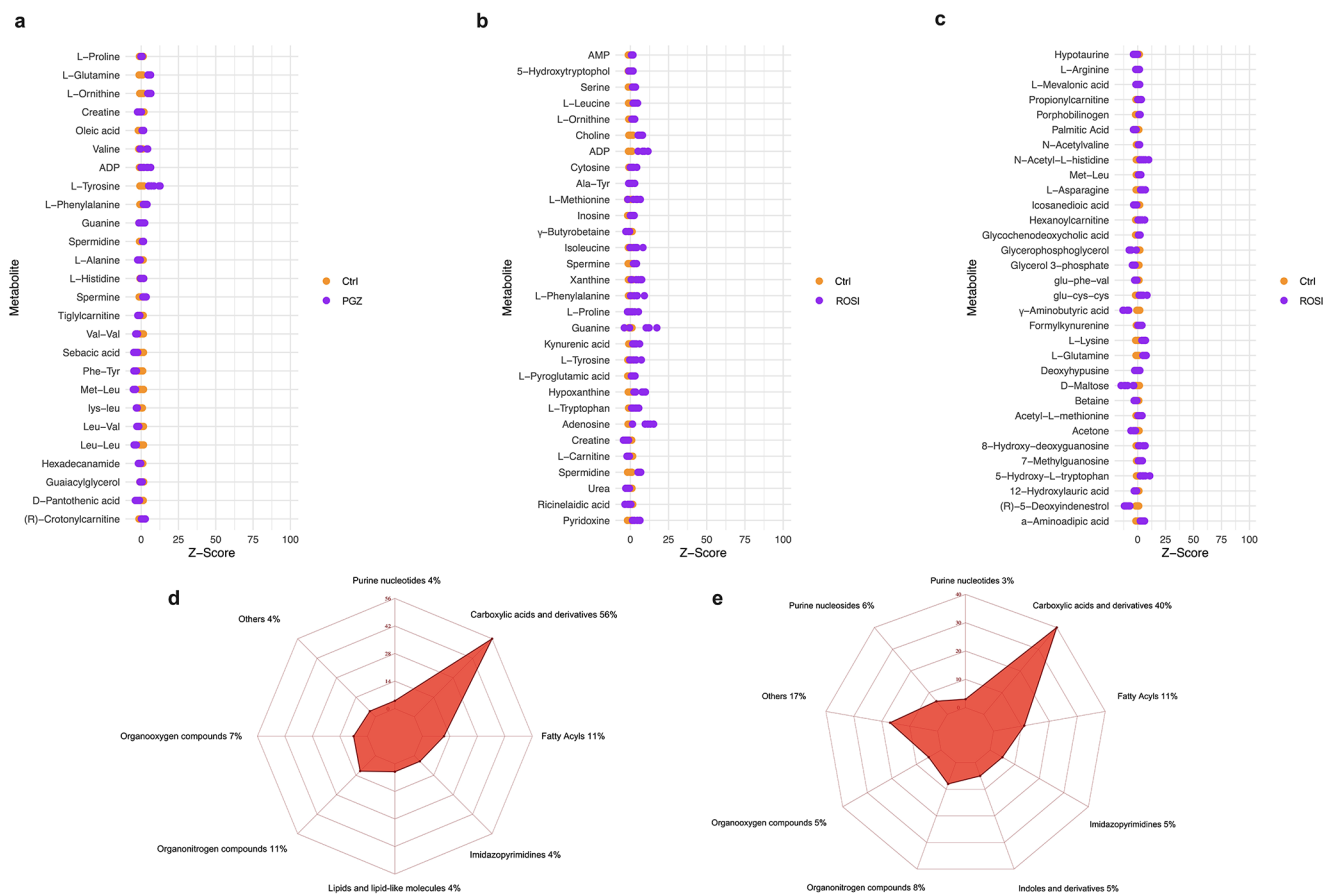 a
L−Proline
L−Glutamine
L−Ornithine
Creatine
Oleic acid
Valine
ADP
L−Tyrosine
L−Phenylalanine
Guanine
Spermidine
L−Alanine
L−Histidine
Spermine
Tiglylcarnitine
Val−Val
Sebacic acid
Phe−Tyr
Met−Leu
lys−leu
Leu−Val
Leu−Leu
Hexadecanamide
Guaiacylglycerol
D−Pantothenic acid
(R)−Crotonylcarnitine
Metabolite
0 25 50 75 100
Z−Score
Ctrl
PGZ
b
AMP
5−Hydroxytryptophol
Serine
L−Leucine
L−Ornithine
Choline
ADP
Cytosine
Ala−Tyr
L−Methionine
Inosine
γ−Butyrobetaine
Isoleucine
Spermine
Xanthine
L−Phenylalanine
L−Proline
Guanine
Kynurenic acid
L−Tyrosine
L−Pyroglutamic acid
Hypoxanthine
L−Tryptophan
Adenosine
Creatine
L−Carnitine
Spermidine
Urea
Ricinelaidic acid
Pyridoxine
Metabolite
0 25 50 75 100
Z−Score
Ctrl
ROSI
c
Hypotaurine
L−Arginine
L−Mevalonic acid
Propionylcarnitine
Porphobilinogen
Palmitic Acid
N−Acetylvaline
N−Acetyl−L−histidine
Met−Leu
L−Asparagine
Icosanedioic acid
Hexanoylcarnitine
Glycochenodeoxycholic acid
Glycerophosphoglycerol
Glycerol 3−phosphate
glu−phe−val
glu−cys−cys
γ−Aminobutyric acid
Formylkynurenine
L−Lysine
L−Glutamine
Deoxyhypusine
D−Maltose
Betaine
Acetyl−L−methionine
Acetone
8−Hydroxy−deoxyguanosine
7−Methylguanosine
5−Hydroxy−L−tryptophan
12−Hydroxylauric acid
(R)−5−Deoxyindenestrol
a−Aminoadipic acid
Metabolite
0 25 50 75 100
Z−Score
Ctrl
ROSI
d
Purine nucleotides 4%
Carboxylic acids and derivatives 56%
Fatty Acyls 11%
Imidazopyrimidines 4%
Lipids and lipid-like molecules 4%
Organonitrogen compounds 11%
Organooxygen compounds 7%
Others 4%
56
42
28
14
0
e
Purine nucleotides 3%
Carboxylic acids and derivatives 40%
Fatty Acyls 11%
Imidazopyrimidines 5%
Indoles and derivatives 5%
Organonitrogen compounds 8%
Organooxygen compounds 5%
Others 17%
Purine nucleosides 6%
40
30
20
10
0